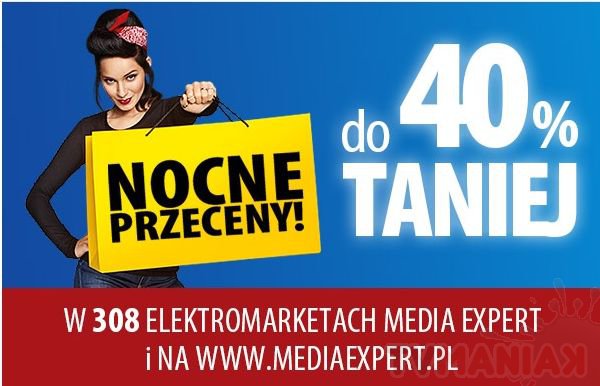 NOCNE
PRZECENY!
do 40%
TANIEJ
W 308 ELEKTROMARKETACH MEDIA EXPERT
i NA WWW.MEDIAEXPERT.PL